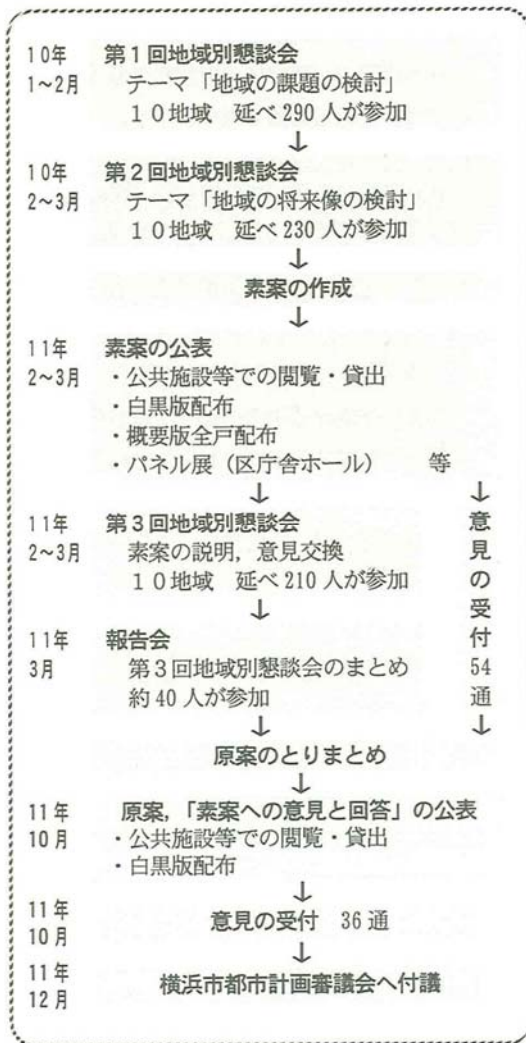 10年 第1回地域別懇談会
1~2月 テーマ「地域の課題の検討」
10地域 延べ290人が参加
↓
10年 第2回地域別懇談会
2~3月 テーマ「地域の将来像の検討」
10地域 延べ230人が参加
↓
素案の作成
↓
11年 素案の公表
2~3月 ・公共施設等での閲覧・貸出
・白黒版配布
・概要版全戸配布
・パネル展(区庁舎ホール) 等
↓
11年 第3回地域別懇談会
2~3月 素案の説明,意見交換
10地域 延べ210人が参加
↓
11年 報告会
3月 第3回地域別懇談会のまとめ
約40人が参加
↓
↓
意見の受付54通
↓
原案のとりまとめ
↓
11年 原案,「素案への意見と回答」の公表
10月 ・公共施設等での閲覧・貸出
・白黒版配布
↓
11年
10月 意見の受付 36通
↓
11年
12月 横浜市都市計画審議会へ付議